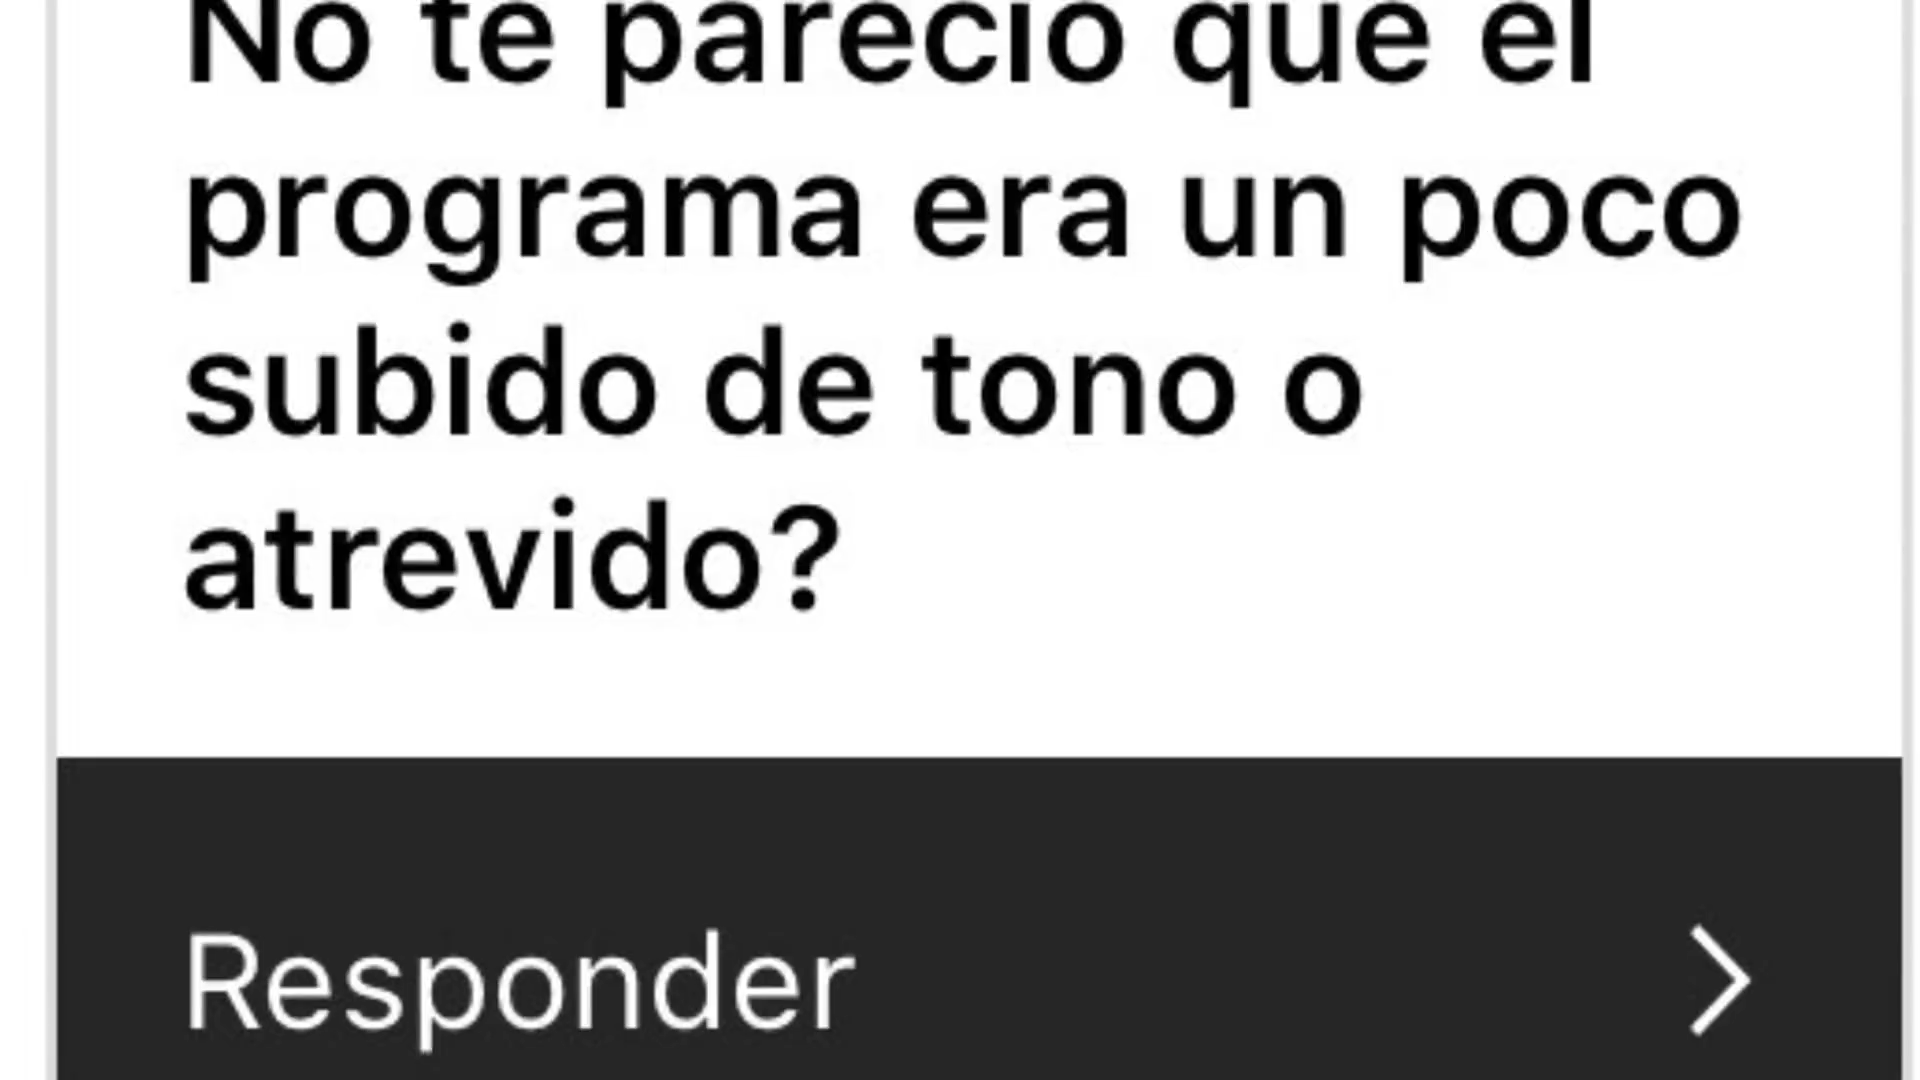 No te pareció que el
programa era un poco
subido de tono o
atrevido?
Responder